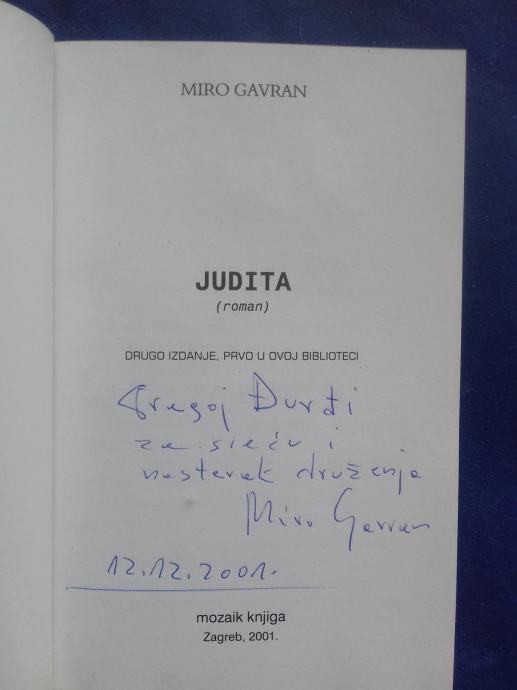 MIRO GAVRAN
JUDITA
(roman)
DRUGO IZDANJE, PRVO U OVOJ BIBLIOTECI
Dragoj Đurđi
za sreću i
nastavak druženja
Miro Gavran
12.12.2001.
mozaik knjiga
Zagreb, 2001.